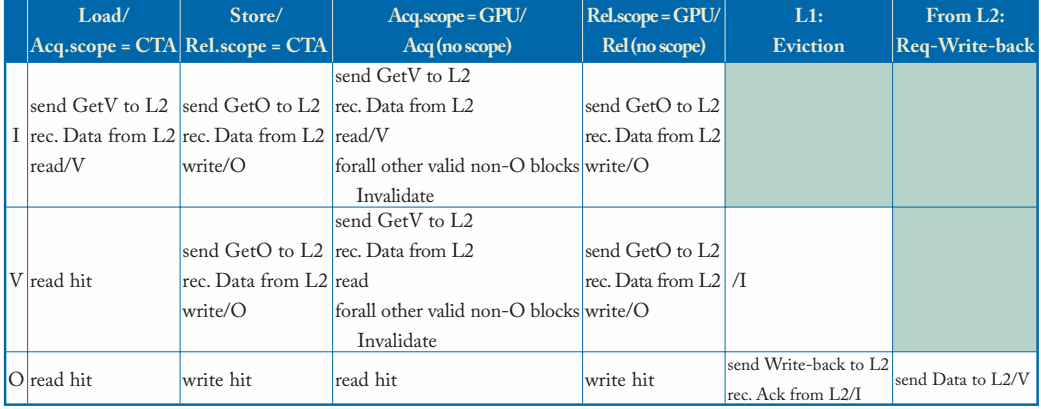 Load/
Acq.scope = CTA
Store/
Rel.scope = CTA
Acq.scope = GPU/
Acq (no scope)
Rel.scope = GPU/
Rel (no scope)
L1:
Eviction
From L2:
Req-Write-back
I
send GetV to L2
rec. Data from L2
read/V
send GetO to L2
rec. Data from L2
write/O
send GetV to L2
rec. Data from L2
read/V
forall other valid non-O blocks
Invalidate
send GetO to L2
rec. Data from L2
write/O
V
read hit
send GetO to L2
rec. Data from L2
write/O
send GetV to L2
rec. Data from L2
read
forall other valid non-O blocks
Invalidate
send GetO to L2
rec. Data from L2
write/O
/I
O
read hit
write hit
read hit
write hit
send Write-back to L2
rec. Ack from L2/I
send Data to L2/V